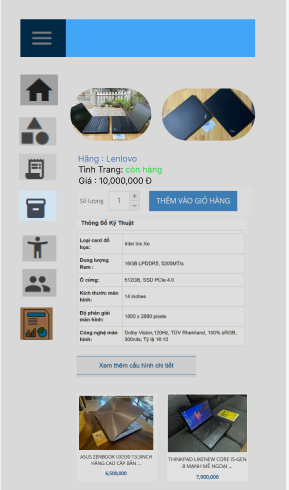 Hãng : Lenlovo
Tình Trang: còn hàng
Giá : 10,000,000 Đ
Số lượng 1 + - THÊM VÀO GIỎ HÀNG
Thông Số Kỹ Thuật
Loại card đồ họa: Intel Iris Xe
Dung lượng Ram : 16GB LPDDR5, 5200MT/s
Ổ cứng: 512GB, SSD PCIe 4.0
Kích thước màn hình: 14 inches
Độ phân giải màn hình: 1800 x 2880 pixels
Công nghệ màn hình: Dolby Vision,120Hz, TÜV Rheinland, 100% sRGB,
300nits; Tỷ lệ 16:10
Xem thêm cấu hình chi tiết
ASUS ZENBOOK UX350 13.3INCH
HÀNG CAO CẤP BẢN ...
6,500,000
THINKPAD LIKENEW CORE I5-GEN
8 MẠNH MẼ NGOẠI ...
7,900,000